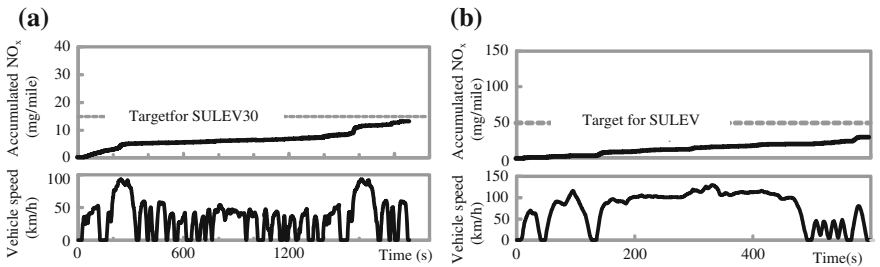 (a)
Accumulated NOx
(mg/mile)
40
30
20
10
0
Targetfor SULEV30
Vehicle speed
(km/h)
100
50
0
0
600
1200
Time (s)
(b)
Accumulated NOx
(mg/mile)
150
100
50
0
Target for SULEV
Vehicle speed
(km/h)
150
100
50
0
0
200
400
Time(s)